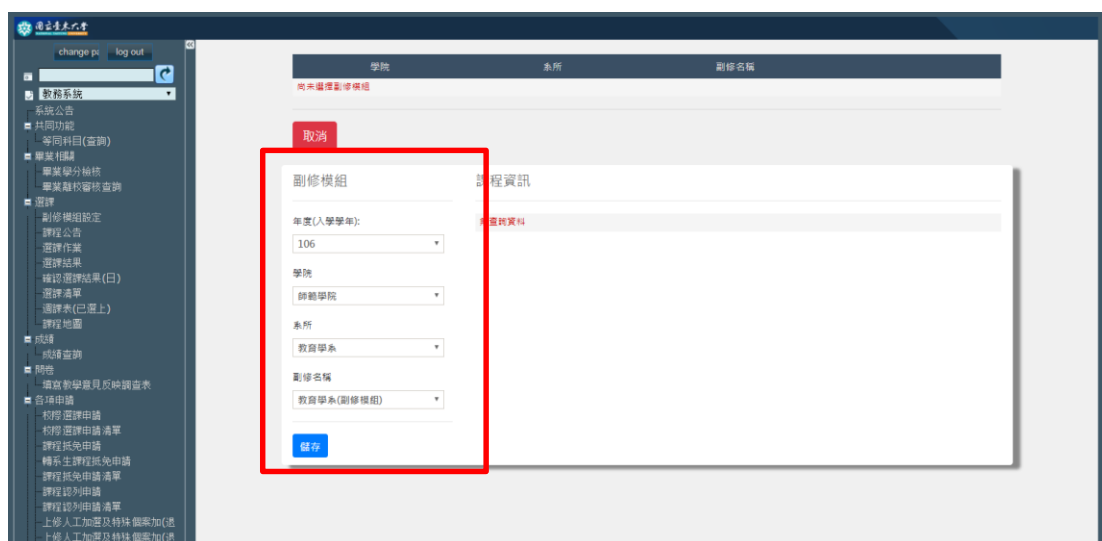 國立臺東大學
change pa log out
教務系統
系統公告
共同功能
等同科目(查詢)
畢業相關
畢業學分檢核
畢業離校審核查詢
選課
副修模組設定
課程公告
選課作業
選課結果
確認選課結果(日)
選課清單
週課表(已選上)
課程地圖
成績
成績查詢
問卷
填寫教學意見反映調查表
各項申請
校際選課申請
校際選課申請清單
課程抵免申請
轉系生課程抵免申請
課程抵免申請清單
課程認列申請
課程認列申請清單
上修人工加選及特殊個案加(退
上修人工加選及特殊個案加(退
學院 系所 副修名稱
尚未選擇副修模組
取消
副修模組
年度(入學學年):
106
學院
師範學院
系所
教育學系
副修名稱
教育學系(副修模組)
儲存
課程資訊
無查詢資料